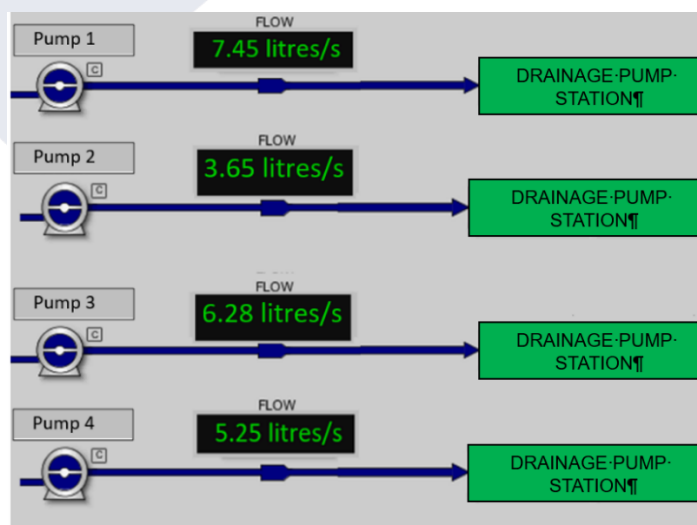 Pump 1
FLOW
7.45 litres/s
C
DRAINAGE·PUMP·
STATION¶
Pump 2
FLOW
3.65 litres/s
C
DRAINAGE·PUMP·
STATION¶
Pump 3
FLOW
6.28 litres/s
C
DRAINAGE·PUMP·
STATION¶
Pump 4
FLOW
5.25 litres/s
C
DRAINAGE·PUMP·
STATION¶